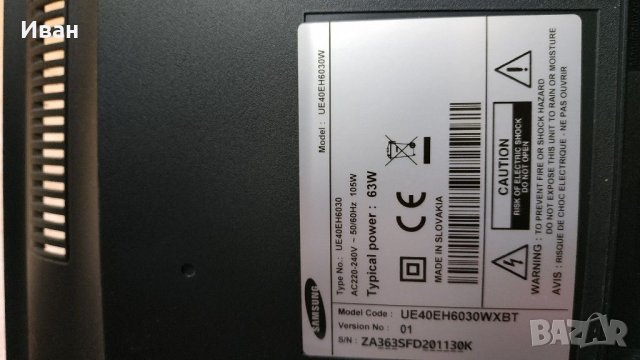 Иван
Model : UE40EH6030W
Type No.: UE40EH6030
AC220-240V ~ 50/60Hz 105W
Typical power : 63W
MADE IN SLOVAKIA
CE
CAUTION
RISK OF ELECTRIC SHOCK
DO NOT OPEN
WARNING : TO PREVENT FIRE OR SHOCK HAZARD
DO NOT EXPOSE THIS UNIT TO RAIN OR MOISTURE
AVIS : RISQUE DE CHOC ELECTRIQUE - NE PAS OUVRIR
SAMSUNG
Model Code : UE40EH6030WXBT
Version No : 01
S/N : ZA363SFD201130K
BAZAR